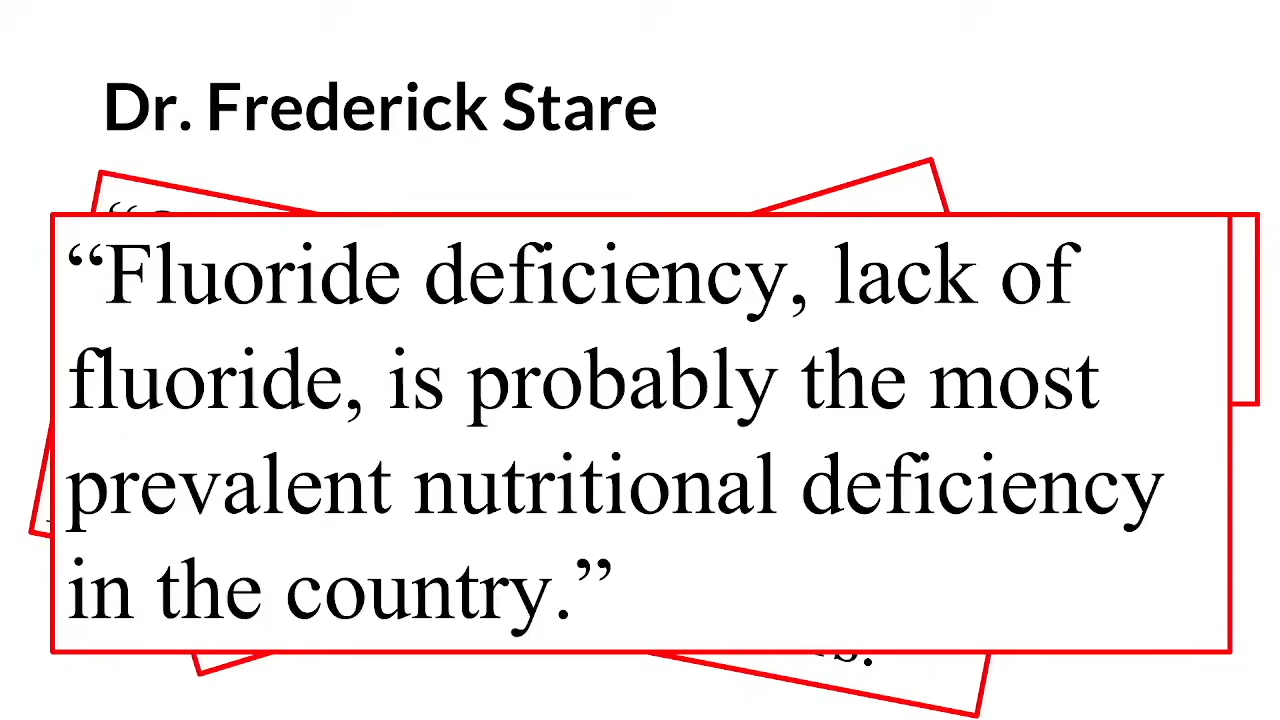 Dr. Frederick Stare
“Fluoride deficiency, lack of
fluoride, is probably the most
prevalent nutritional deficiency
in the country.”